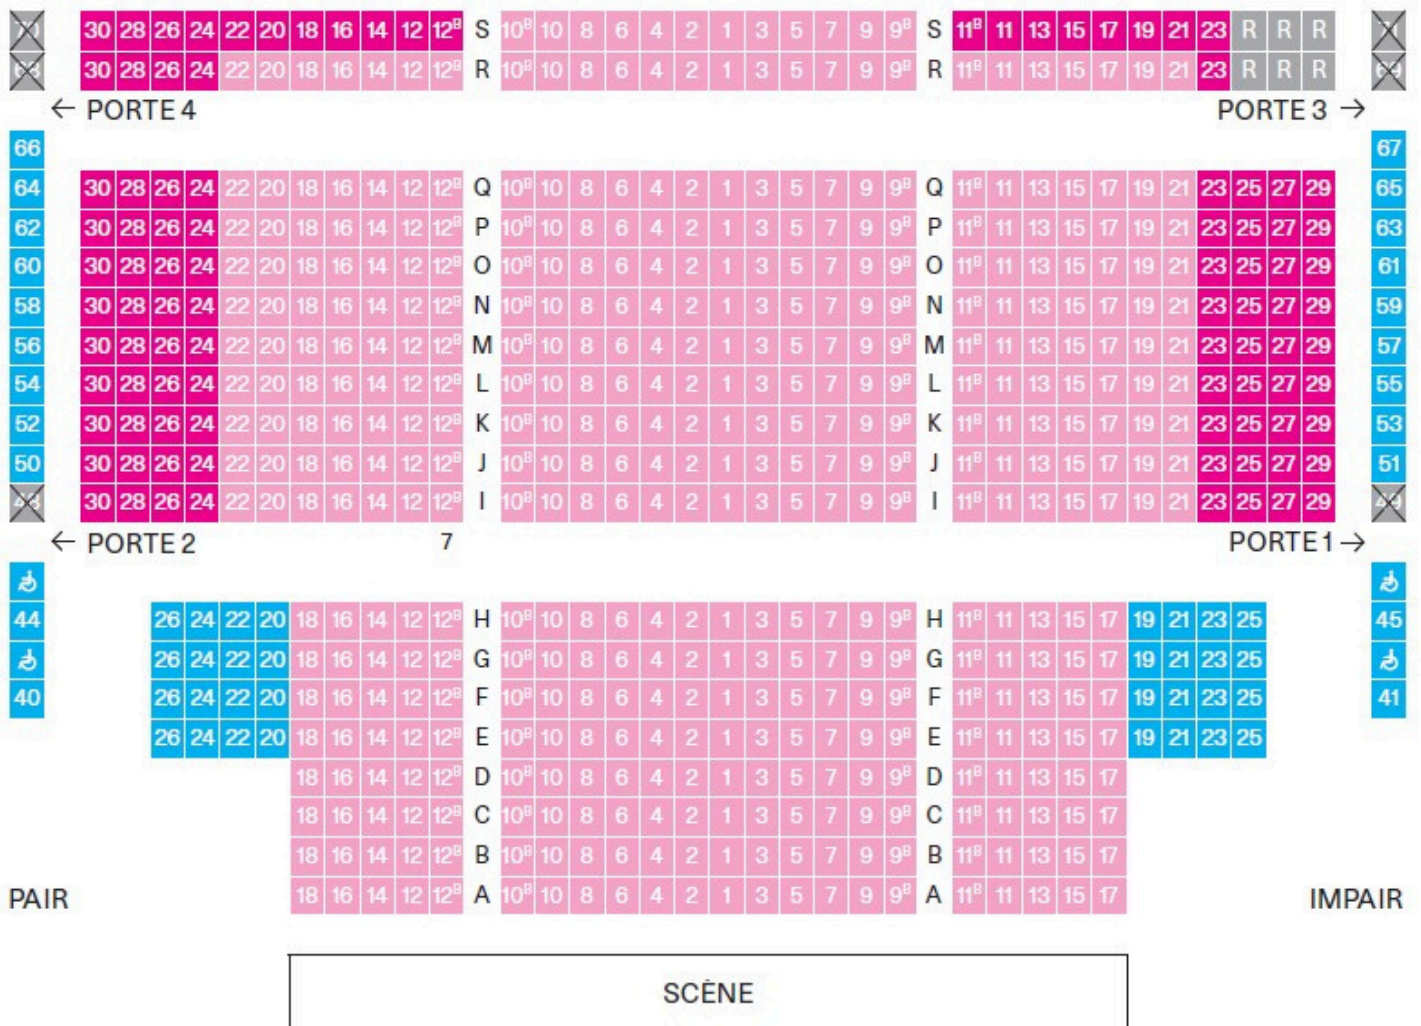 70 30 28 26 24 22 20 18 16 14 12 12B S 10B 10 8 6 4 2 1 3 5 7 9 9B S 11B 11 13 15 17 19 21 23 R R R 71
68 30 28 26 24 22 20 18 16 14 12 12B R 10B 10 8 6 4 2 1 3 5 7 9 9B R 11B 11 13 15 17 19 21 23 R R R 69
← PORTE 4 PORTE 3 →
66 67
64 30 28 26 24 22 20 18 16 14 12 12B Q 10B 10 8 6 4 2 1 3 5 7 9 9B Q 11B 11 13 15 17 19 21 23 25 27 29 65
62 30 28 26 24 22 20 18 16 14 12 12B P 10B 10 8 6 4 2 1 3 5 7 9 9B P 11B 11 13 15 17 19 21 23 25 27 29 63
60 30 28 26 24 22 20 18 16 14 12 12B O 10B 10 8 6 4 2 1 3 5 7 9 9B O 11B 11 13 15 17 19 21 23 25 27 29 61
58 30 28 26 24 22 20 18 16 14 12 12B N 10B 10 8 6 4 2 1 3 5 7 9 9B N 11B 11 13 15 17 19 21 23 25 27 29 59
56 30 28 26 24 22 20 18 16 14 12 12B M 10B 10 8 6 4 2 1 3 5 7 9 9B M 11B 11 13 15 17 19 21 23 25 27 29 57
54 30 28 26 24 22 20 18 16 14 12 12B L 10B 10 8 6 4 2 1 3 5 7 9 9B L 11B 11 13 15 17 19 21 23 25 27 29 55
52 30 28 26 24 22 20 18 16 14 12 12B K 10B 10 8 6 4 2 1 3 5 7 9 9B K 11B 11 13 15 17 19 21 23 25 27 29 53
50 30 28 26 24 22 20 18 16 14 12 12B J 10B 10 8 6 4 2 1 3 5 7 9 9B J 11B 11 13 15 17 19 21 23 25 27 29 51
48 30 28 26 24 22 20 18 16 14 12 12B I 10B 10 8 6 4 2 1 3 5 7 9 9B I 11B 11 13 15 17 19 21 23 25 27 29 49
← PORTE 2 7 PORTE 1 →
44 26 24 22 20 18 16 14 12 12B H 10B 10 8 6 4 2 1 3 5 7 9 9B H 11B 11 13 15 17 19 21 23 25 45
26 24 22 20 18 16 14 12 12B G 10B 10 8 6 4 2 1 3 5 7 9 9B G 11B 11 13 15 17 19 21 23 25
40 26 24 22 20 18 16 14 12 12B F 10B 10 8 6 4 2 1 3 5 7 9 9B F 11B 11 13 15 17 19 21 23 25 41
26 24 22 20 18 16 14 12 12B E 10B 10 8 6 4 2 1 3 5 7 9 9B E 11B 11 13 15 17 19 21 23 25
18 16 14 12 12B D 10B 10 8 6 4 2 1 3 5 7 9 9B D 11B 11 13 15 17
18 16 14 12 12B C 10B 10 8 6 4 2 1 3 5 7 9 9B C 11B 11 13 15 17
18 16 14 12 12B B 10B 10 8 6 4 2 1 3 5 7 9 9B B 11B 11 13 15 17
PAIR 18 16 14 12 12B A 10B 10 8 6 4 2 1 3 5 7 9 9B A 11B 11 13 15 17 IMPAIR
SCÈNE